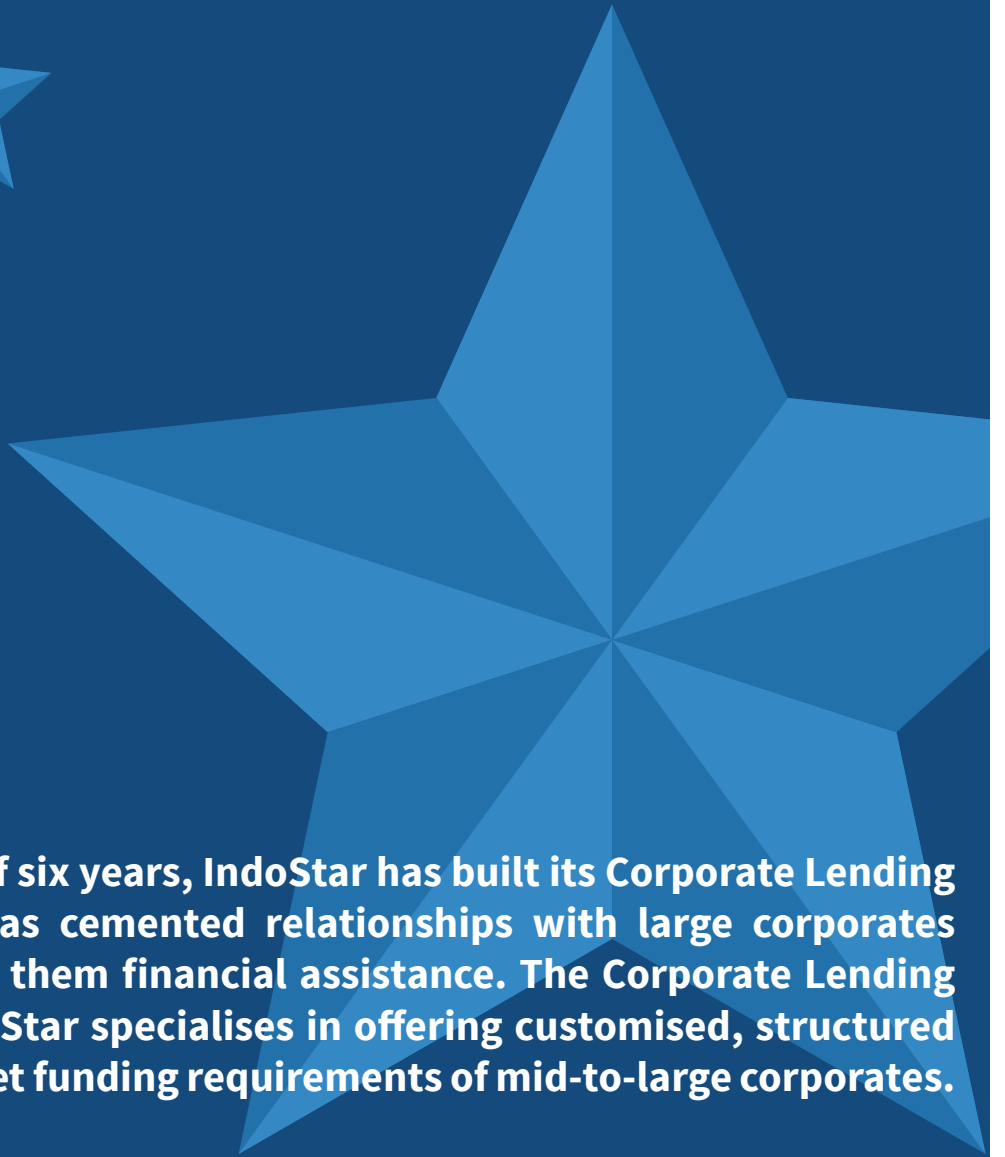 six years, IndoStar has built its Corporate Lending
as cemented relationships with large corporates
them financial assistance. The Corporate Lending
Star specialises in offering customised, structured
et funding requirements of mid-to-large corporates.